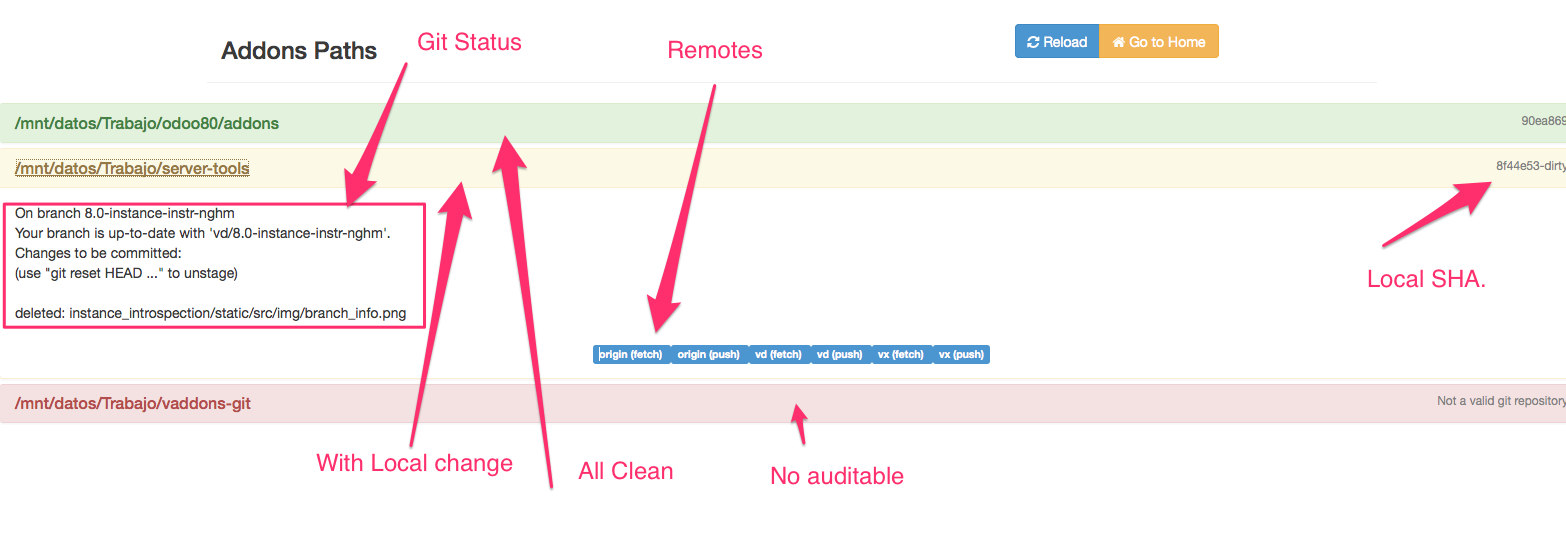 Addons Paths
Git Status
Remotes
Reload
Go to Home
/mnt/datos/Trabajo/odoo80/addons
90ea869
/mnt/datos/Trabajo/server-tools
8f44e53-dirty
On branch 8.0-instance-instr-nghm
Your branch is up-to-date with 'vd/8.0-instance-instr-nghm'.
Changes to be committed:
(use "git reset HEAD ..." to unstage)
deleted: instance_introspection/static/src/img/branch_info.png
Local SHA.
origin (fetch) origin (push) vd (fetch) vd (push) vx (fetch) vx (push)
/mnt/datos/Trabajo/vaddons-git
Not a valid git repository
With Local change
All Clean
No auditable